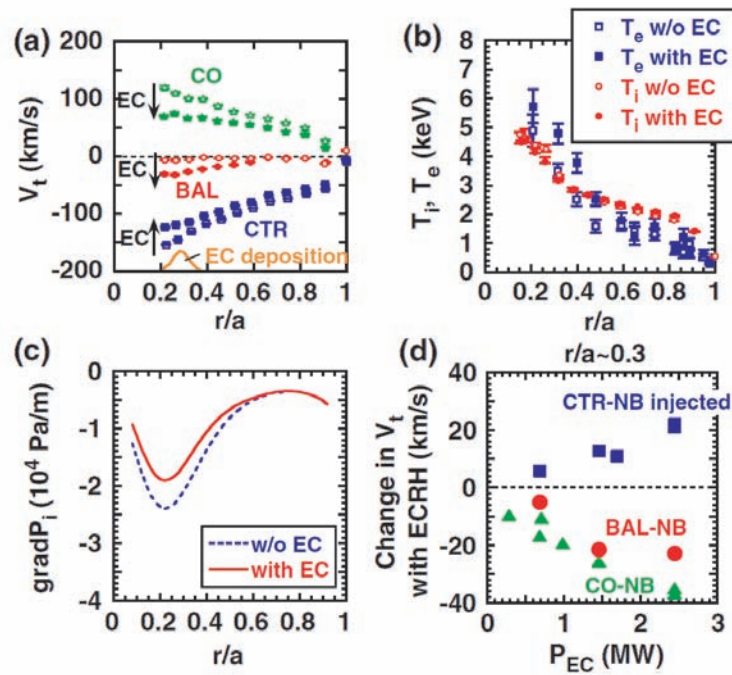 (a)
200
100
0
-100
-200
V_t (km/s)
CO
EC
EC
BAL
EC
CTR
EC deposition
0 0.2 0.4 0.6 0.8 1
r/a
(b)
8
7
6
5
4
3
2
1
0
T_i, T_e (keV)
T_e w/o EC
T_e with EC
T_i w/o EC
T_i with EC
0 0.2 0.4 0.6 0.8 1
r/a
(c)
-0
-1
-2
-3
-4
gradP_i (10^4 Pa/m)
w/o EC
with EC
0 0.2 0.4 0.6 0.8 1
r/a
(d)
r/a~0.3
40
20
0
-20
-40
Change in V_t
with ECRH (km/s)
CTR-NB injected
BAL-NB
CO-NB
0 1 2 3
P_EC (MW)